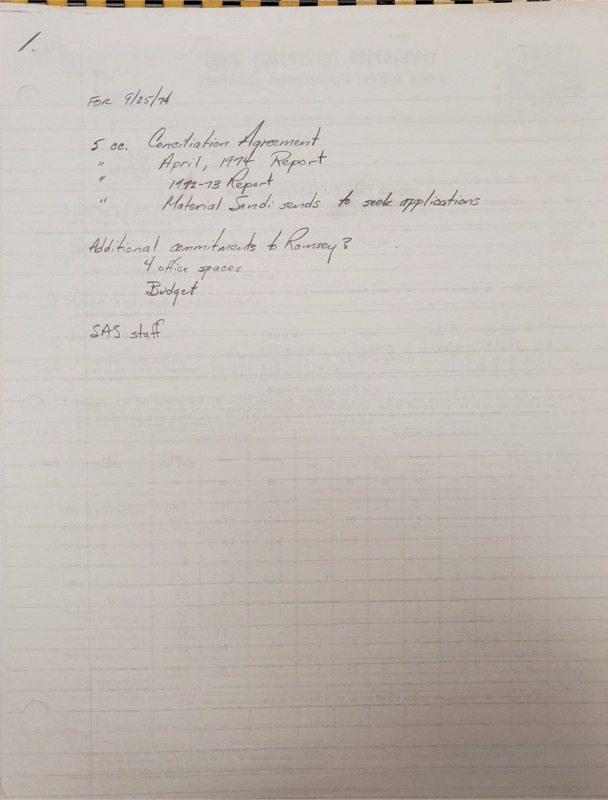 1.
FOR 9/25/74
5 cc. Conciliation Agreement
" April, 1974 Report
" 1972-73 Report
" Material Sandi sends to seek applications
Additional commitments to Ramsey?
4 office spaces
Budget
SAS staff